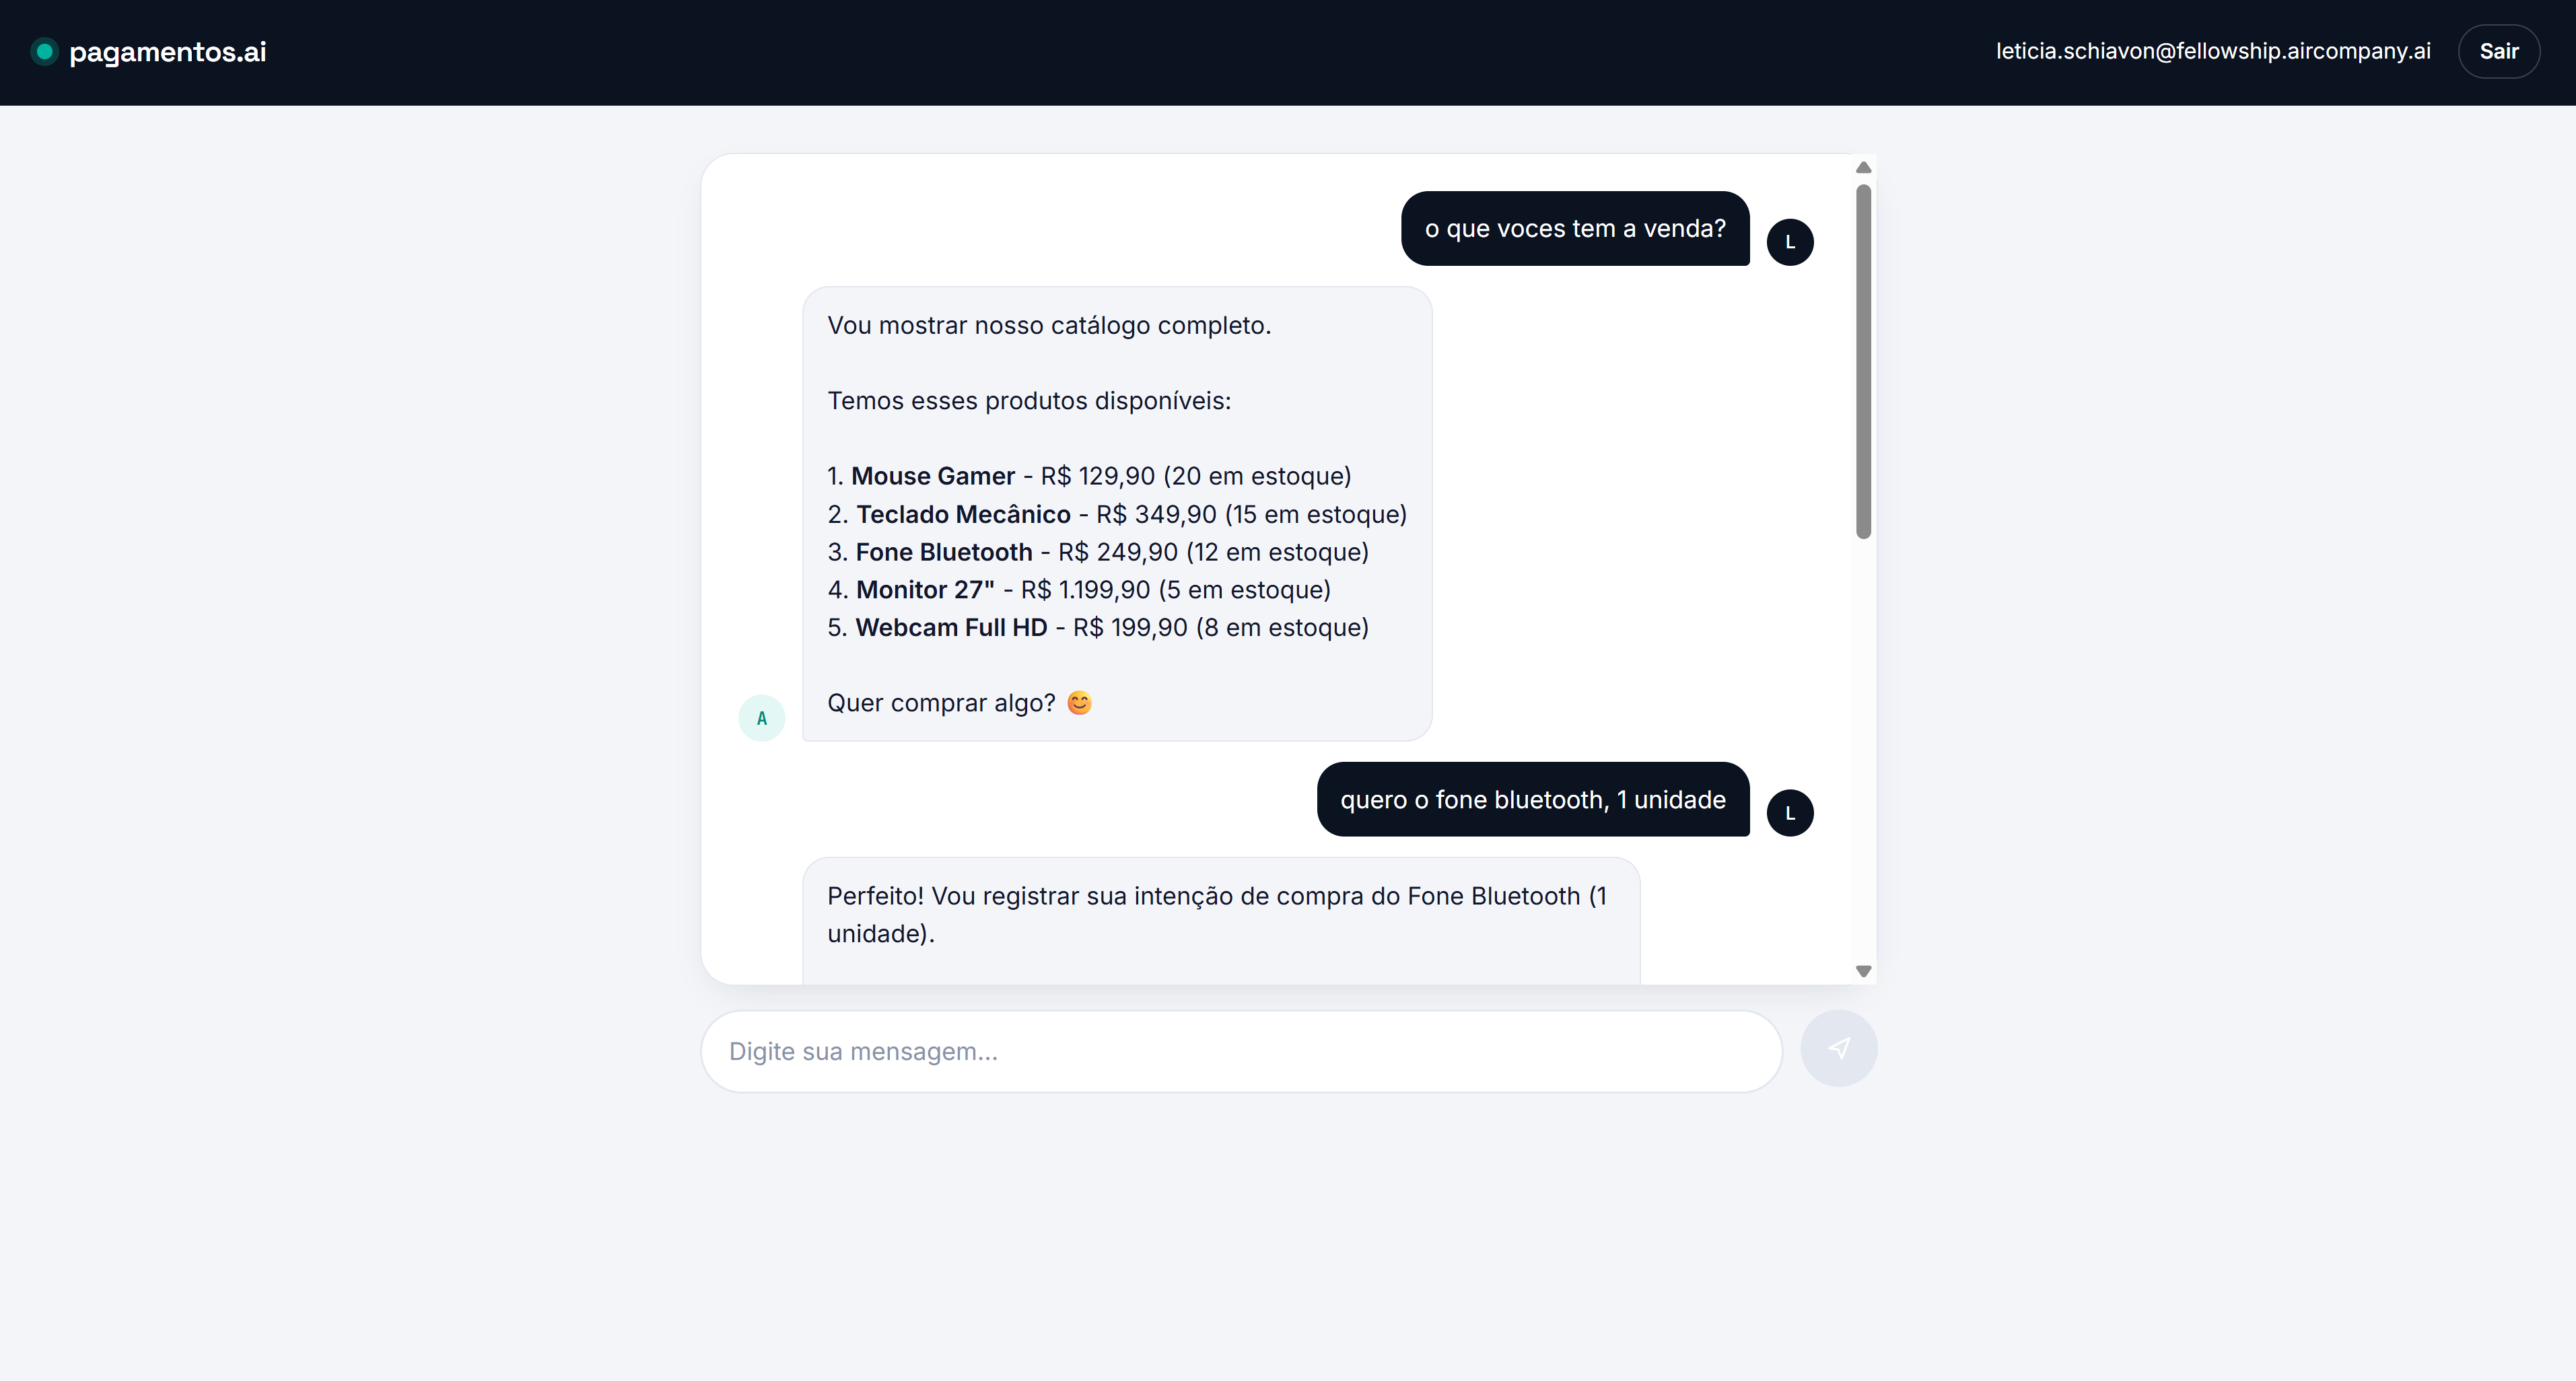 pagamentos.ai
leticia.schiavon@fellowship.aircompany.ai
Sair
o que voces tem a venda?
L
Vou mostrar nosso catálogo completo.
Temos esses produtos disponíveis:
1. Mouse Gamer - R$ 129,90 (20 em estoque)
2. Teclado Mecânico - R$ 349,90 (15 em estoque)
3. Fone Bluetooth - R$ 249,90 (12 em estoque)
4. Monitor 27" - R$ 1.199,90 (5 em estoque)
5. Webcam Full HD - R$ 199,90 (8 em estoque)
Quer comprar algo? 😊
A
quero o fone bluetooth, 1 unidade
L
Perfeito! Vou registrar sua intenção de compra do Fone Bluetooth (1
unidade).
Digite sua mensagem...